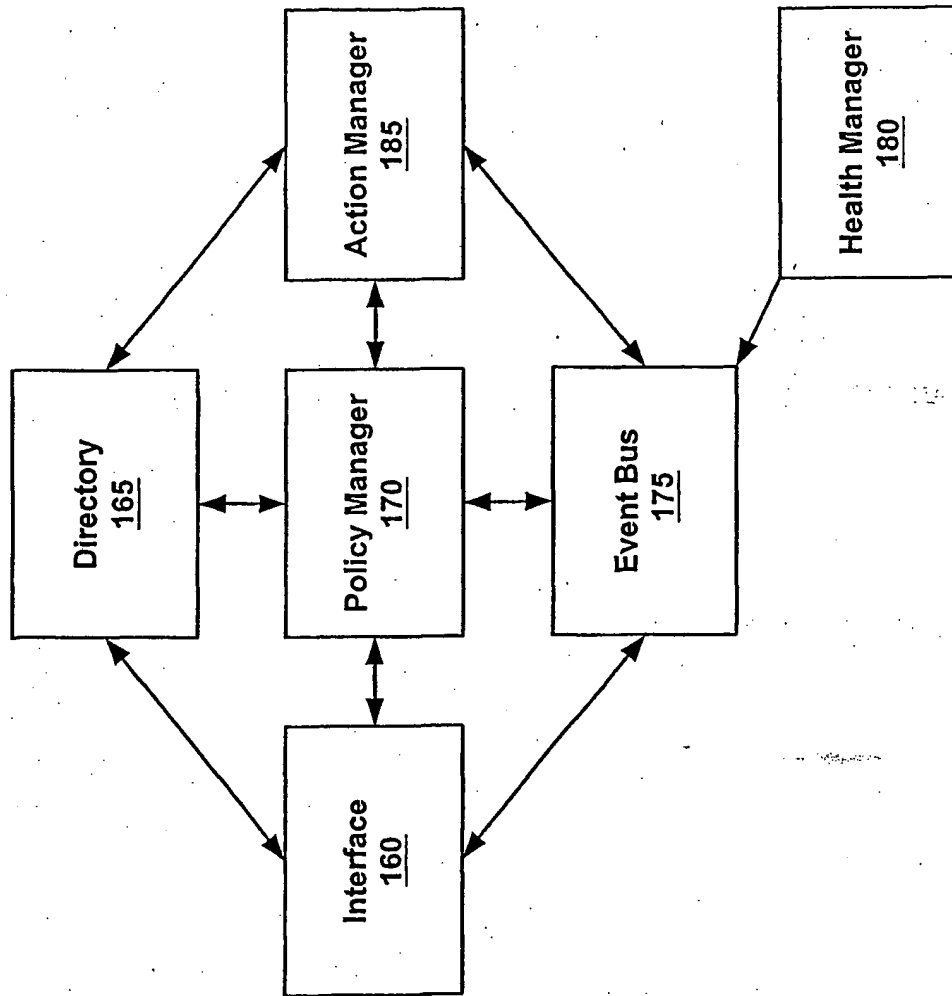 Directory
165
Interface
160
Policy Manager
170
Action Manager
185
Event Bus
175
Health Manager
180